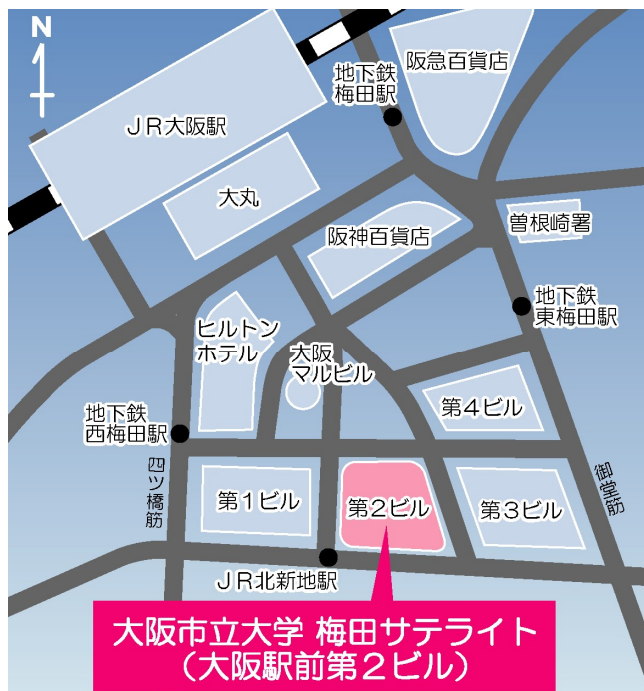 N
阪急百貨店
地下鉄
梅田駅
JR大阪駅
大丸
阪神百貨店
曽根崎署
地下鉄
東梅田駅
ヒルトン
ホテル
大阪
マルビル
第4ビル
地下鉄
西梅田駅
四ツ橋筋
第1ビル
第2ビル
第3ビル
御堂筋
JR北新地駅
大阪市立大学 梅田サテライト
(大阪駅前第2ビル)